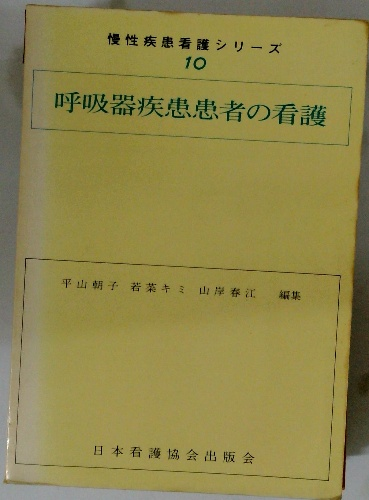 慢性疾患看護シリーズ
10
呼吸器疾患患者の看護
平山朝子 若菜キミ 山岸春江 編集
日本看護協会出版会